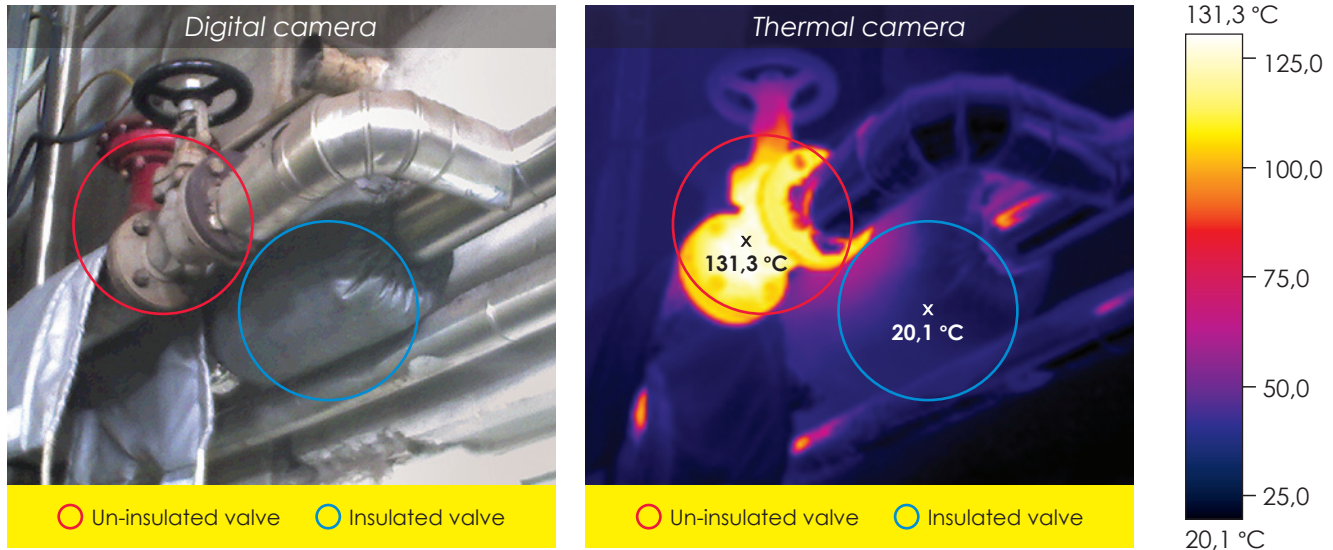 Digital camera
Un-insulated valve
Insulated valve
Thermal camera
x
131,3 °C
x
20,1 °C
Un-insulated valve
Insulated valve
131,3 °C
125,0
100,0
75,0
50,0
25,0
20,1 °C